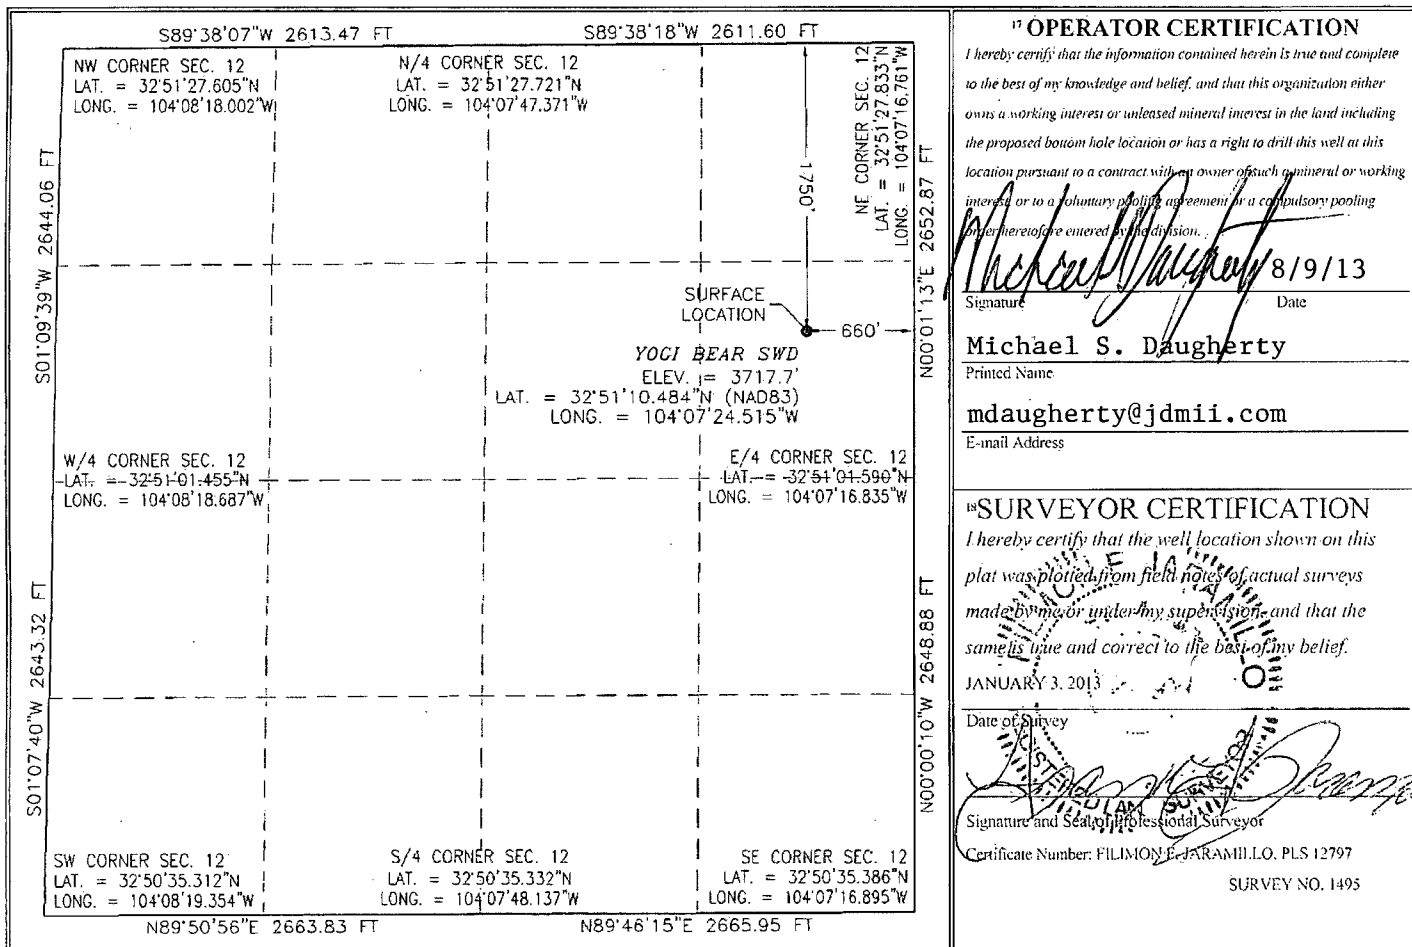 S89°38'07"W 2613.47 FT
S89°38'18"W 2611.60 FT
NW CORNER SEC. 12
LAT. = 32°51'27.605"N
LONG. = 104°08'18.002"W
N/4 CORNER SEC. 12
LAT. = 32°51'27.721"N
LONG. = 104°07'47.371"W
NE CORNER SEC. 12
LAT. = 32°51'27.833"N
LONG. = 104°07'16.761"W
S01°09'39"W 2644.06 FT
1750'
N00°01'13"E 2652.87 FT
SURFACE
LOCATION
660'
YOGI BEAR SWD
ELEV. = 3717.7'
LAT. = 32°51'10.484"N (NAD83)
LONG. = 104°07'24.515"W
W/4 CORNER SEC. 12
LAT. = 32°51'01.455"N
LONG. = 104°08'18.687"W
E/4 CORNER SEC. 12
LAT. = 32°51'01.590"N
LONG. = 104°07'16.835"W
S01°07'40"W 2643.32 FT
N00°00'10"W 2648.88 FT
SW CORNER SEC. 12
LAT. = 32°50'35.312"N
LONG. = 104°08'19.354"W
S/4 CORNER SEC. 12
LAT. = 32°50'35.332"N
LONG. = 104°07'48.137"W
SE CORNER SEC. 12
LAT. = 32°50'35.386"N
LONG. = 104°07'16.895"W
N89°50'56"E 2663.83 FT
N89°46'15"E 2665.95 FT
17 OPERATOR CERTIFICATION
I hereby certify that the information contained herein is true and complete
to the best of my knowledge and belief, and that this organization either
owns a working interest or unleased mineral interest in the land including
the proposed bottom hole location or has a right to drill this well at this
location pursuant to a contract with an owner of such a mineral or working
interest, or to a voluntary pooling agreement or a compulsory pooling
order heretofore entered by the division.
Michael S Daugherty 8/9/13
Signature Date
Michael S. Daugherty
Printed Name
mdaugherty@jdmii.com
E-mail Address
18 SURVEYOR CERTIFICATION
I hereby certify that the well location shown on this
plat was plotted from field notes of actual surveys
made by me or under my supervision, and that the
same is true and correct to the best of my belief.
JANUARY 3, 2013
Date of Survey
FILIMON E. JARAMILLO
Signature and Seal of Professional Surveyor
Certificate Number: FILIMON E. JARAMILLO, PLS 12797
SURVEY NO. 1495